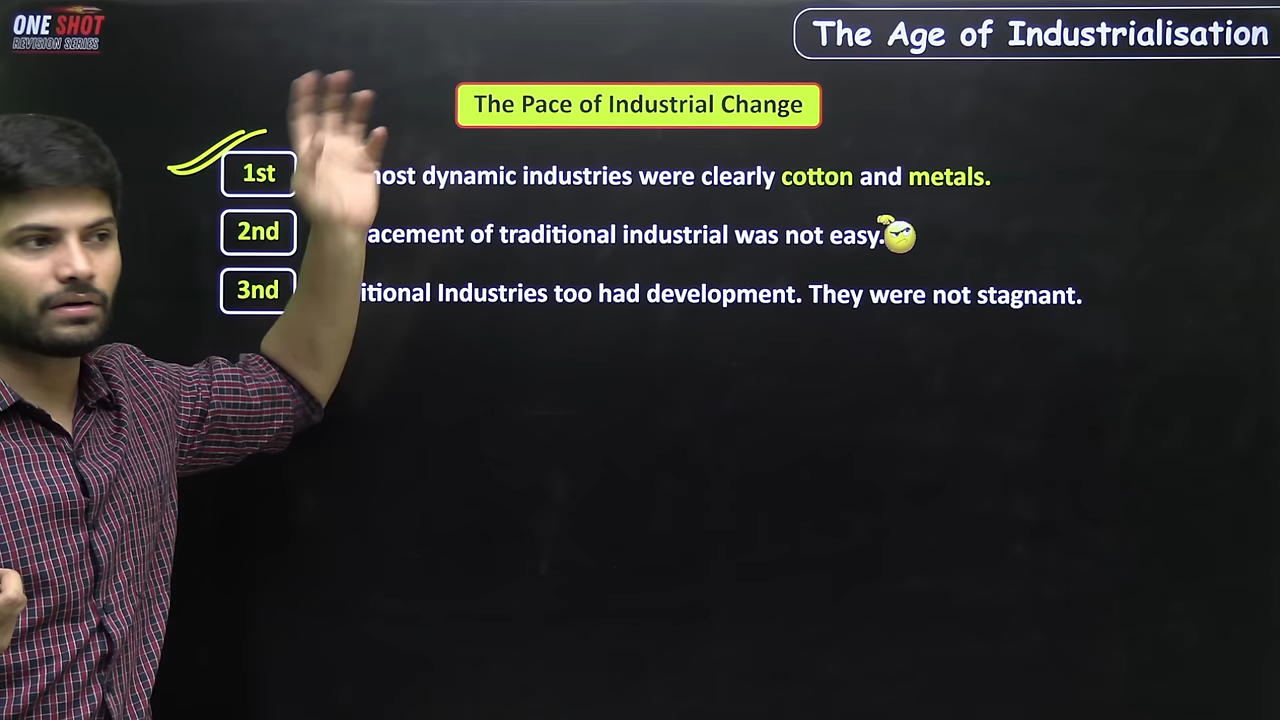 ONE SHOT
REVISION SERIES
The Age of Industrialisation
The Pace of Industrial Change
1st most dynamic industries were clearly cotton and metals.
2nd acement of traditional industrial was not easy.
3nd itional Industries too had development. They were not stagnant.